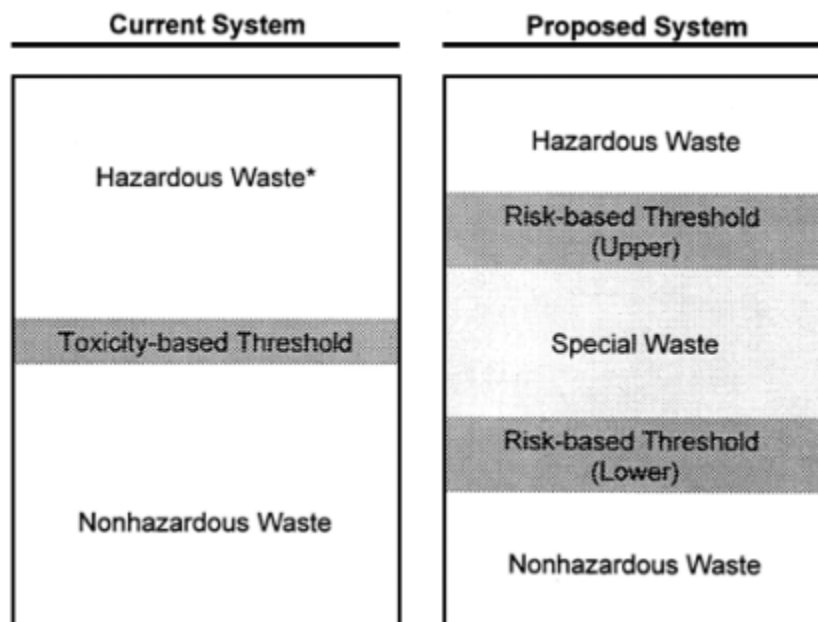 Current System
Hazardous Waste*
Toxicity-based Threshold
Nonhazardous Waste
Proposed System
Hazardous Waste
Risk-based Threshold
(Upper)
Special Waste
Risk-based Threshold
(Lower)
Nonhazardous Waste